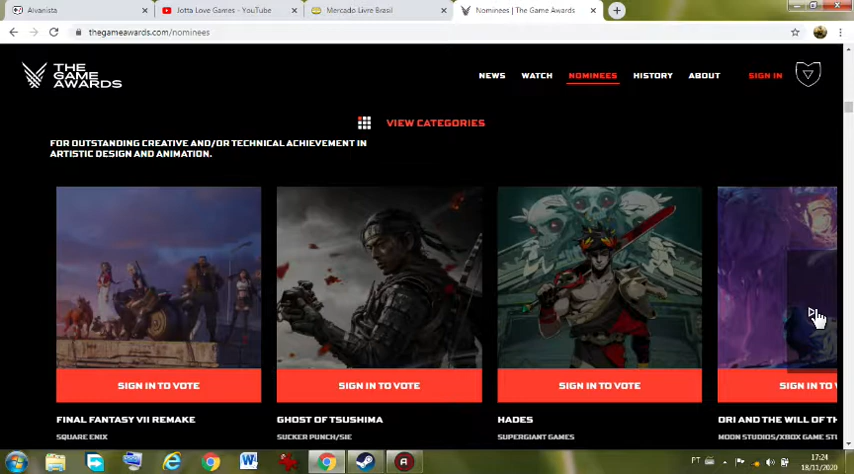 Alvanista
Jotta Love Games - YouTube
Mercado Livre Brasil
Nominees | The Game Awards
thegameawards.com/nominees
THE
GAME
AWARDS
NEWS WATCH NOMINEES HISTORY ABOUT SIGN IN
VIEW CATEGORIES
FOR OUTSTANDING CREATIVE AND/OR TECHNICAL ACHIEVEMENT IN
ARTISTIC DESIGN AND ANIMATION.
SIGN IN TO VOTE SIGN IN TO VOTE SIGN IN TO VOTE SIGN IN TO V
FINAL FANTASY VII REMAKE GHOST OF TSUSHIMA HADES ORI AND THE WILL OF TH
SQUARE ENIX SUCKER PUNCH/SIE SUPERGIANT GAMES MOON STUDIOS/XBOX GAME STU
PT 17:24
18/11/2020